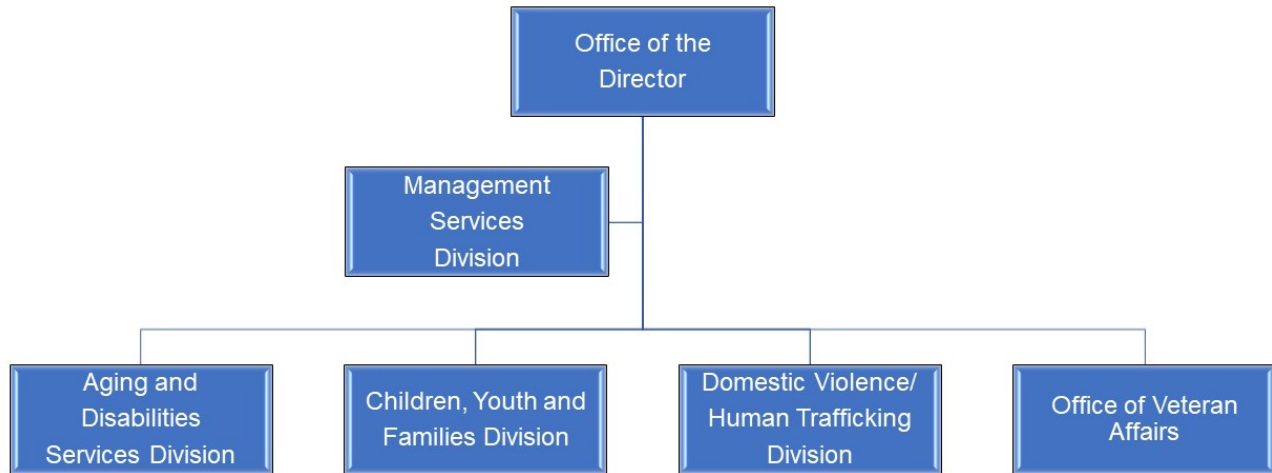 Office of the
Director
Management
Services
Division
Aging and
Disabilities
Services Division
Children, Youth and
Families Division
Domestic Violence/
Human Trafficking
Division
Office of Veteran
Affairs